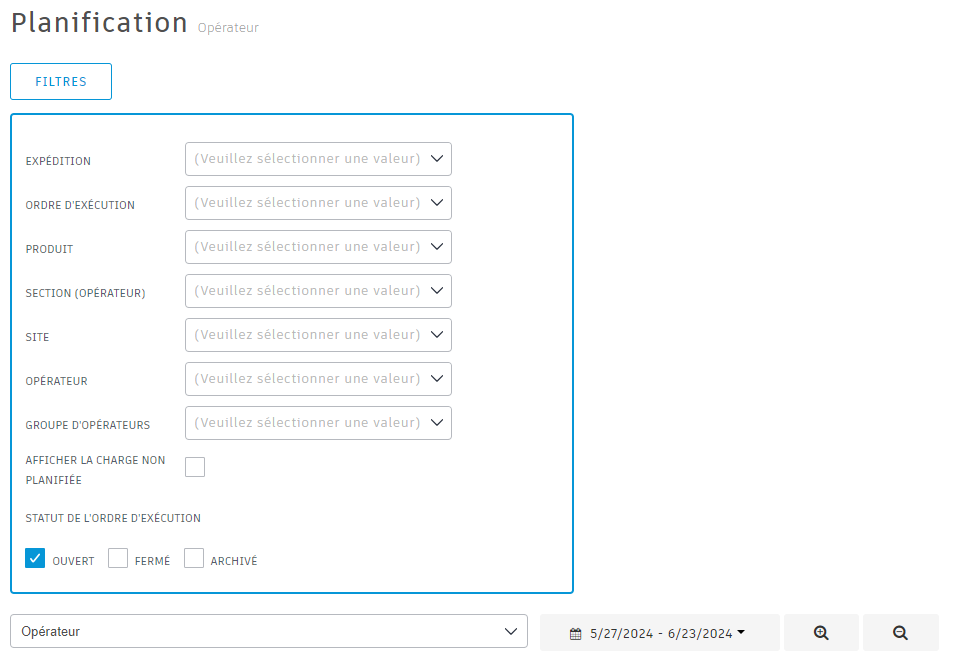 Planification Opérateur
FILTRES
EXPÉDITION (Veuillez sélectionner une valeur)
ORDRE D'EXÉCUTION (Veuillez sélectionner une valeur)
PRODUIT (Veuillez sélectionner une valeur)
SECTION (OPÉRATEUR) (Veuillez sélectionner une valeur)
SITE (Veuillez sélectionner une valeur)
OPÉRATEUR (Veuillez sélectionner une valeur)
GROUPE D'OPÉRATEURS (Veuillez sélectionner une valeur)
AFFICHER LA CHARGE NON
PLANIFIÉE
STATUT DE L'ORDRE D'EXÉCUTION
OUVERT FERMÉ ARCHIVÉ
Opérateur 5/27/2024 - 6/23/2024